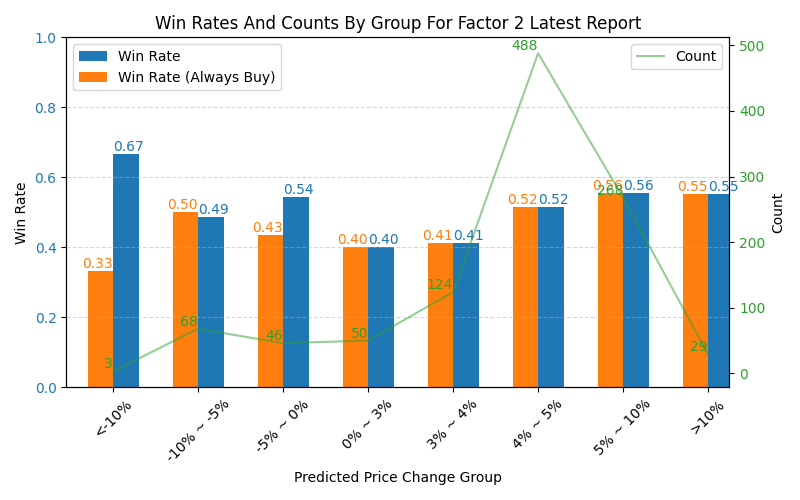 Win Rates And Counts By Group For Factor 2 Latest Report
Win Rate
Win Rate (Always Buy)
Count
1.0
0.8
0.6
0.4
0.2
0.0
Win Rate
500
400
300
200
100
0
Count
0.33
0.67
0.50
0.49
0.43
0.54
0.40
0.40
0.41
0.41
0.52
0.52
0.56
0.56
0.55
0.55
3
68
46
50
124
488
268
29
<-10%
-10% ~ -5%
-5% ~ 0%
0% ~ 3%
3% ~ 4%
4% ~ 5%
5% ~ 10%
>10%
Predicted Price Change Group